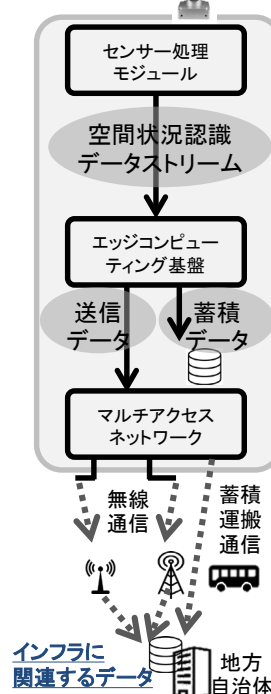 センサー処理
モジュール
空間状況認識
データストリーム
エッジコンピュー
ティング基盤
送信
データ
蓄積
データ
マルチアクセス
ネットワーク
無線
通信
蓄積
運搬
通信
インフラに
関連するデータ
地方
自治体